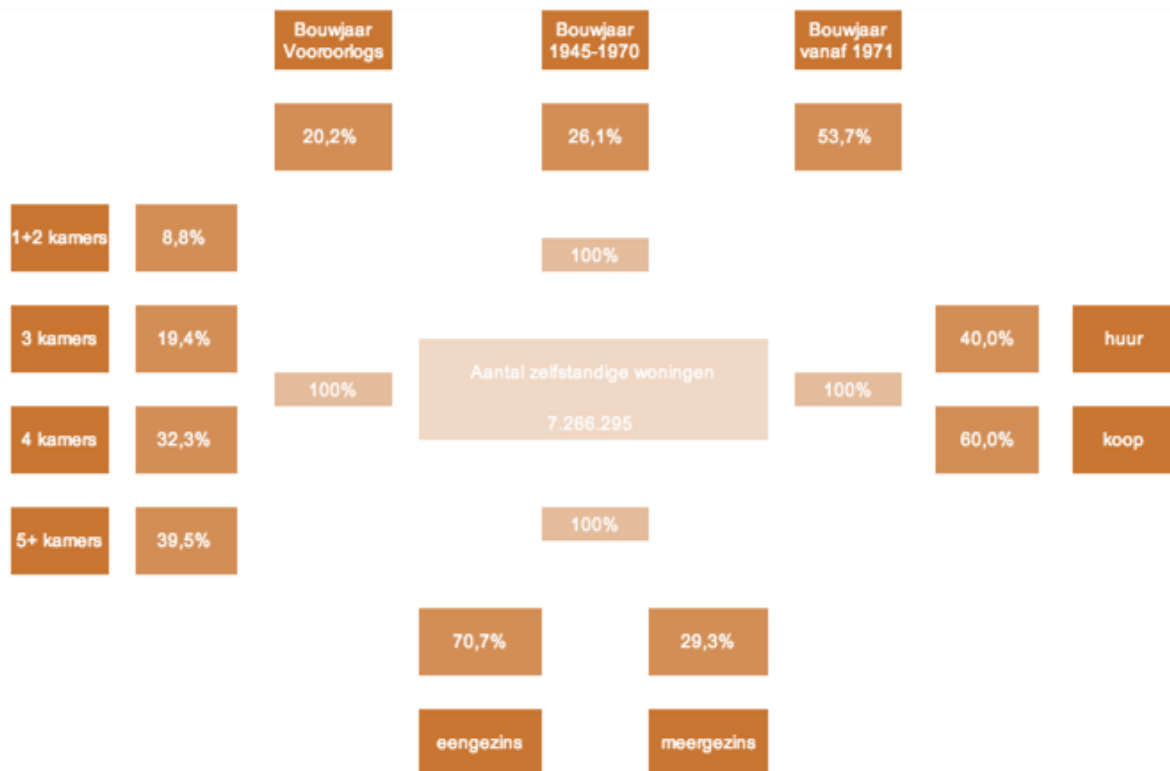 Bouwjaar
Vooroorlogs
Bouwjaar
1945-1970
Bouwjaar
vanaf 1971
20,2%
26,1%
53,7%
1+2 kamers
8,8%
100%
3 kamers
19,4%
40,0%
huur
Aantal zelfstandige woningen
100%
100%
7.266.295
4 kamers
32,3%
60,0%
koop
100%
5+ kamers
39,5%
70,7%
29,3%
eengezins
meergezins